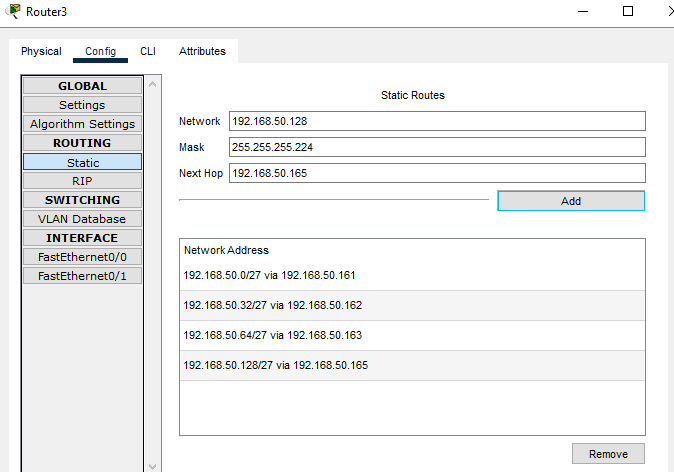 Router3
Physical Config CLI Attributes
GLOBAL
Settings
Algorithm Settings
ROUTING
Static
RIP
SWITCHING
VLAN Database
INTERFACE
FastEthernet0/0
FastEthernet0/1
Static Routes
Network 192.168.50.128
Mask 255.255.255.224
Next Hop 192.168.50.165
Add
Network Address
192.168.50.0/27 via 192.168.50.161
192.168.50.32/27 via 192.168.50.162
192.168.50.64/27 via 192.168.50.163
192.168.50.128/27 via 192.168.50.165
Remove